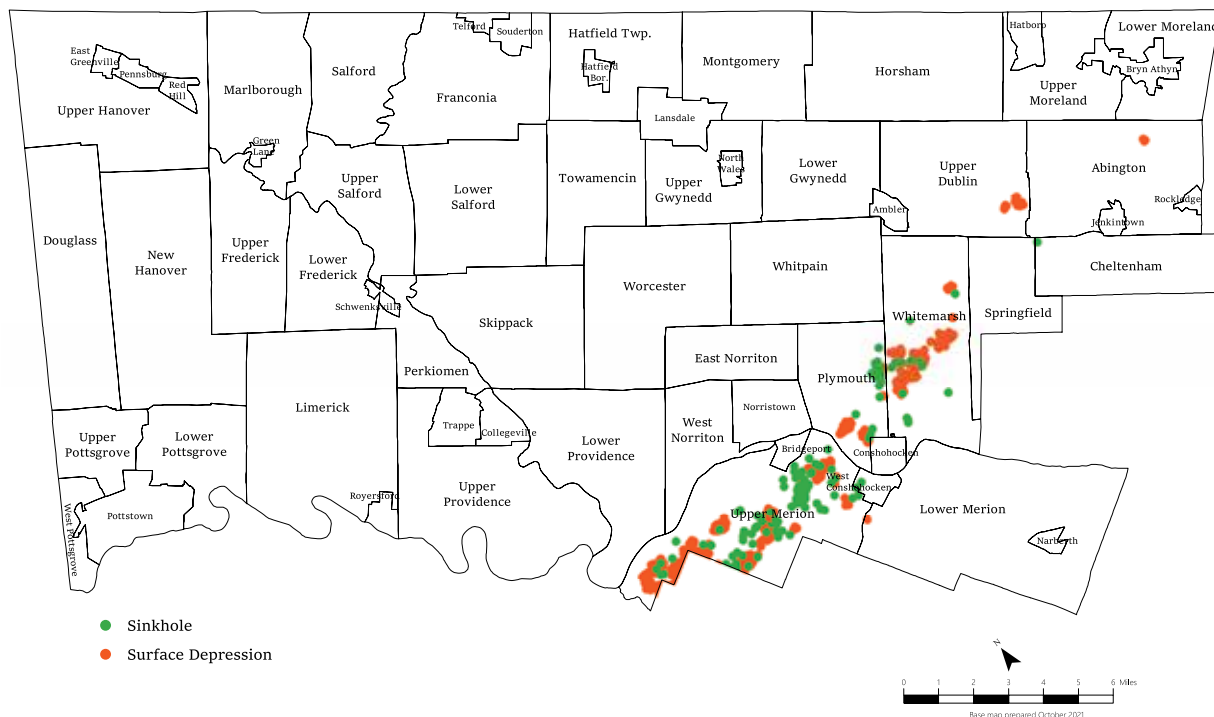 Telford
Souderton
Hatboro
Lower Moreland
Hatfield Twp.
East
Greenville
Pennsburg
Red
Hill
Upper Hanover
Marlborough
Salford
Franconia
Hatfield
Bor.
Montgomery
Horsham
Upper
Moreland
Bryn Athyn
Lansdale
Green
Lane
Upper
Salford
Lower
Salford
Towamencin
Upper
Gwynedd
North
Wales
Lower
Gwynedd
Upper
Dublin
Abington
Rockledge
Jenkintown
Ambler
Douglass
New
Hanover
Upper
Frederick
Lower
Frederick
Schwenksville
Skippack
Worcester
Whitpain
Whitemarsh
Springfield
Cheltenham
Perkiomen
East Norriton
Plymouth
Limerick
Trappe
Collegeville
Lower
Providence
West
Norriton
Norristown
Bridgeport
Conshohocken
West
Conshohocken
Upper
Pottsgrove
Lower
Pottsgrove
West Pottsgrove
Pottstown
Royersford
Upper
Providence
Upper Merion
Lower Merion
Narberth
Sinkhole
Surface Depression
N
0 1 2 3 4 5 6 Miles
Base map prepared October 2021